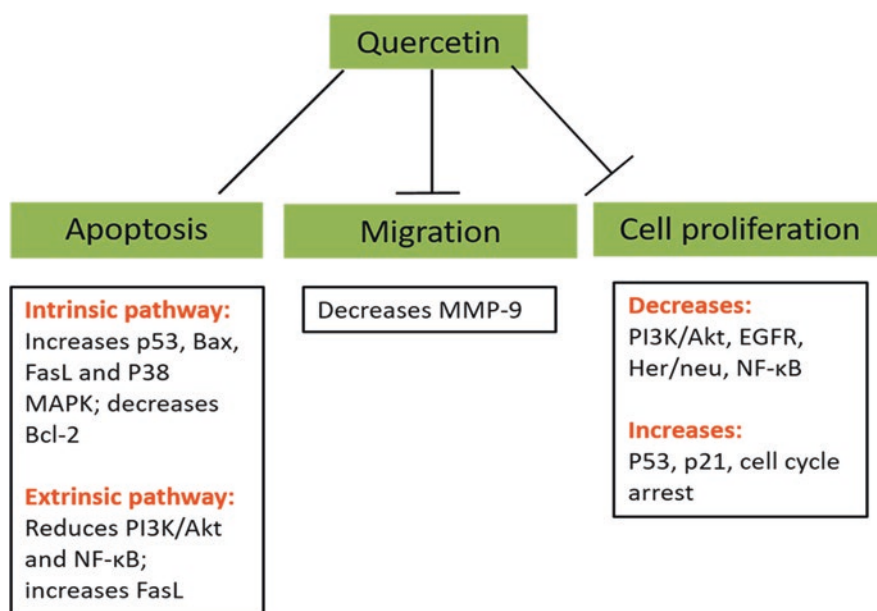 Quercetin
Apoptosis
Intrinsic pathway:
Increases p53, Bax,
FasL and P38
MAPK; decreases
Bcl-2
Extrinsic pathway:
Reduces PI3K/Akt
and NF-κB;
increases FasL
Migration
Decreases MMP-9
Cell proliferation
Decreases:
PI3K/Akt, EGFR,
Her/neu, NF-κB
Increases:
P53, p21, cell cycle
arrest